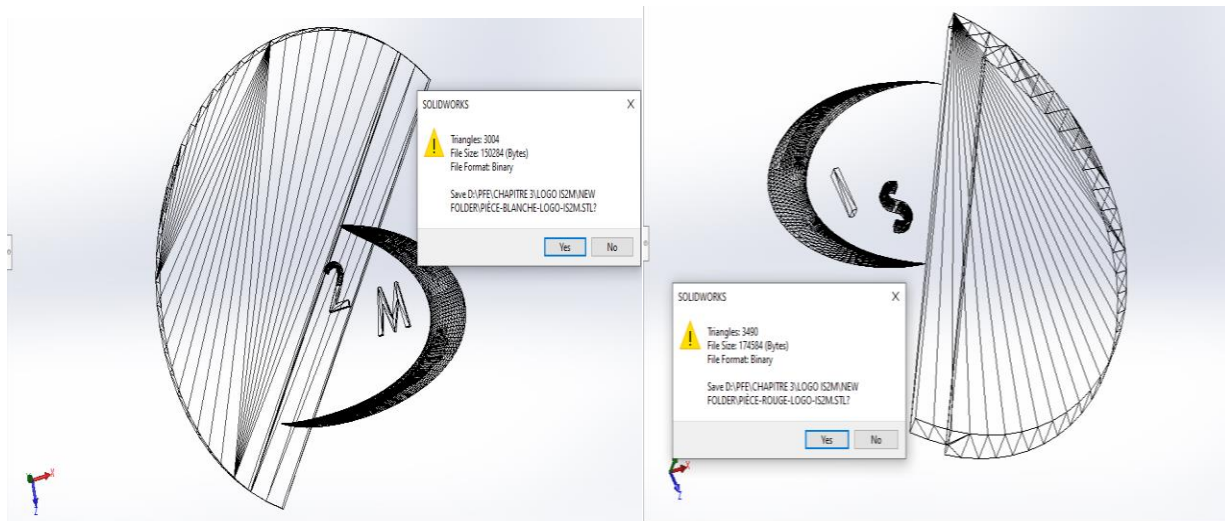 SOLIDWORKS X
Triangles: 3004
File Size: 150284 (Bytes)
File Format: Binary
Save D:\PFE\CHAPITRE 3\LOGO IS2M\NEW
FOLDER\PIÈCE-BLANCHE-LOGO-IS2M.STL?
Yes No
2 M
X
Z
I S
SOLIDWORKS X
Triangles: 3490
File Size: 174584 (Bytes)
File Format: Binary
Save D:\PFE\CHAPITRE 3\LOGO IS2M\NEW
FOLDER\PIÈCE-ROUGE-LOGO-IS2M.STL?
Yes No
X
Z